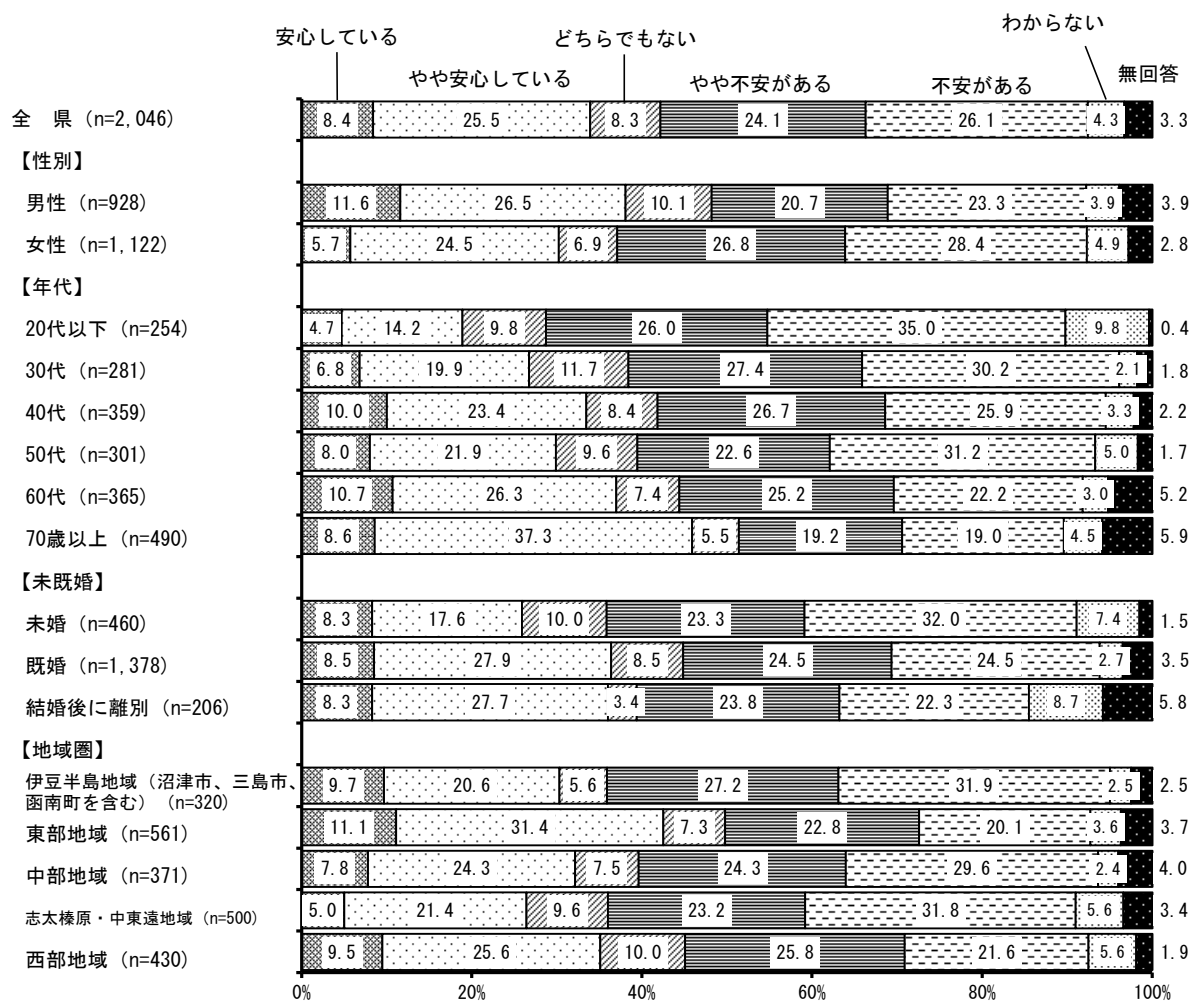 安心している どちらでもない わからない
やや安心している やや不安がある 不安がある 無回答
全　県（n=2,046） 8.4 25.5 8.3 24.1 26.1 4.3 3.3
【性別】
男性（n=928） 11.6 26.5 10.1 20.7 23.3 3.9 3.9
女性（n=1,122） 5.7 24.5 6.9 26.8 28.4 4.9 2.8
【年代】
20代以下（n=254） 4.7 14.2 9.8 26.0 35.0 9.8 0.4
30代（n=281） 6.8 19.9 11.7 27.4 30.2 2.1 1.8
40代（n=359） 10.0 23.4 8.4 26.7 25.9 3.3 2.2
50代（n=301） 8.0 21.9 9.6 22.6 31.2 5.0 1.7
60代（n=365） 10.7 26.3 7.4 25.2 22.2 3.0 5.2
70歳以上（n=490） 8.6 37.3 5.5 19.2 19.0 4.5 5.9
【未既婚】
未婚（n=460） 8.3 17.6 10.0 23.3 32.0 7.4 1.5
既婚（n=1,378） 8.5 27.9 8.5 24.5 24.5 2.7 3.5
結婚後に離別（n=206） 8.3 27.7 3.4 23.8 22.3 8.7 5.8
【地域圏】
伊豆半島地域（沼津市、三島市、
函南町を含む）（n=320） 9.7 20.6 5.6 27.2 31.9 2.5 2.5
東部地域（n=561） 11.1 31.4 7.3 22.8 20.1 3.6 3.7
中部地域（n=371） 7.8 24.3 7.5 24.3 29.6 2.4 4.0
志太榛原・中東遠地域（n=500） 5.0 21.4 9.6 23.2 31.8 5.6 3.4
西部地域（n=430） 9.5 25.6 10.0 25.8 21.6 5.6 1.9
0% 20% 40% 60% 80% 100%